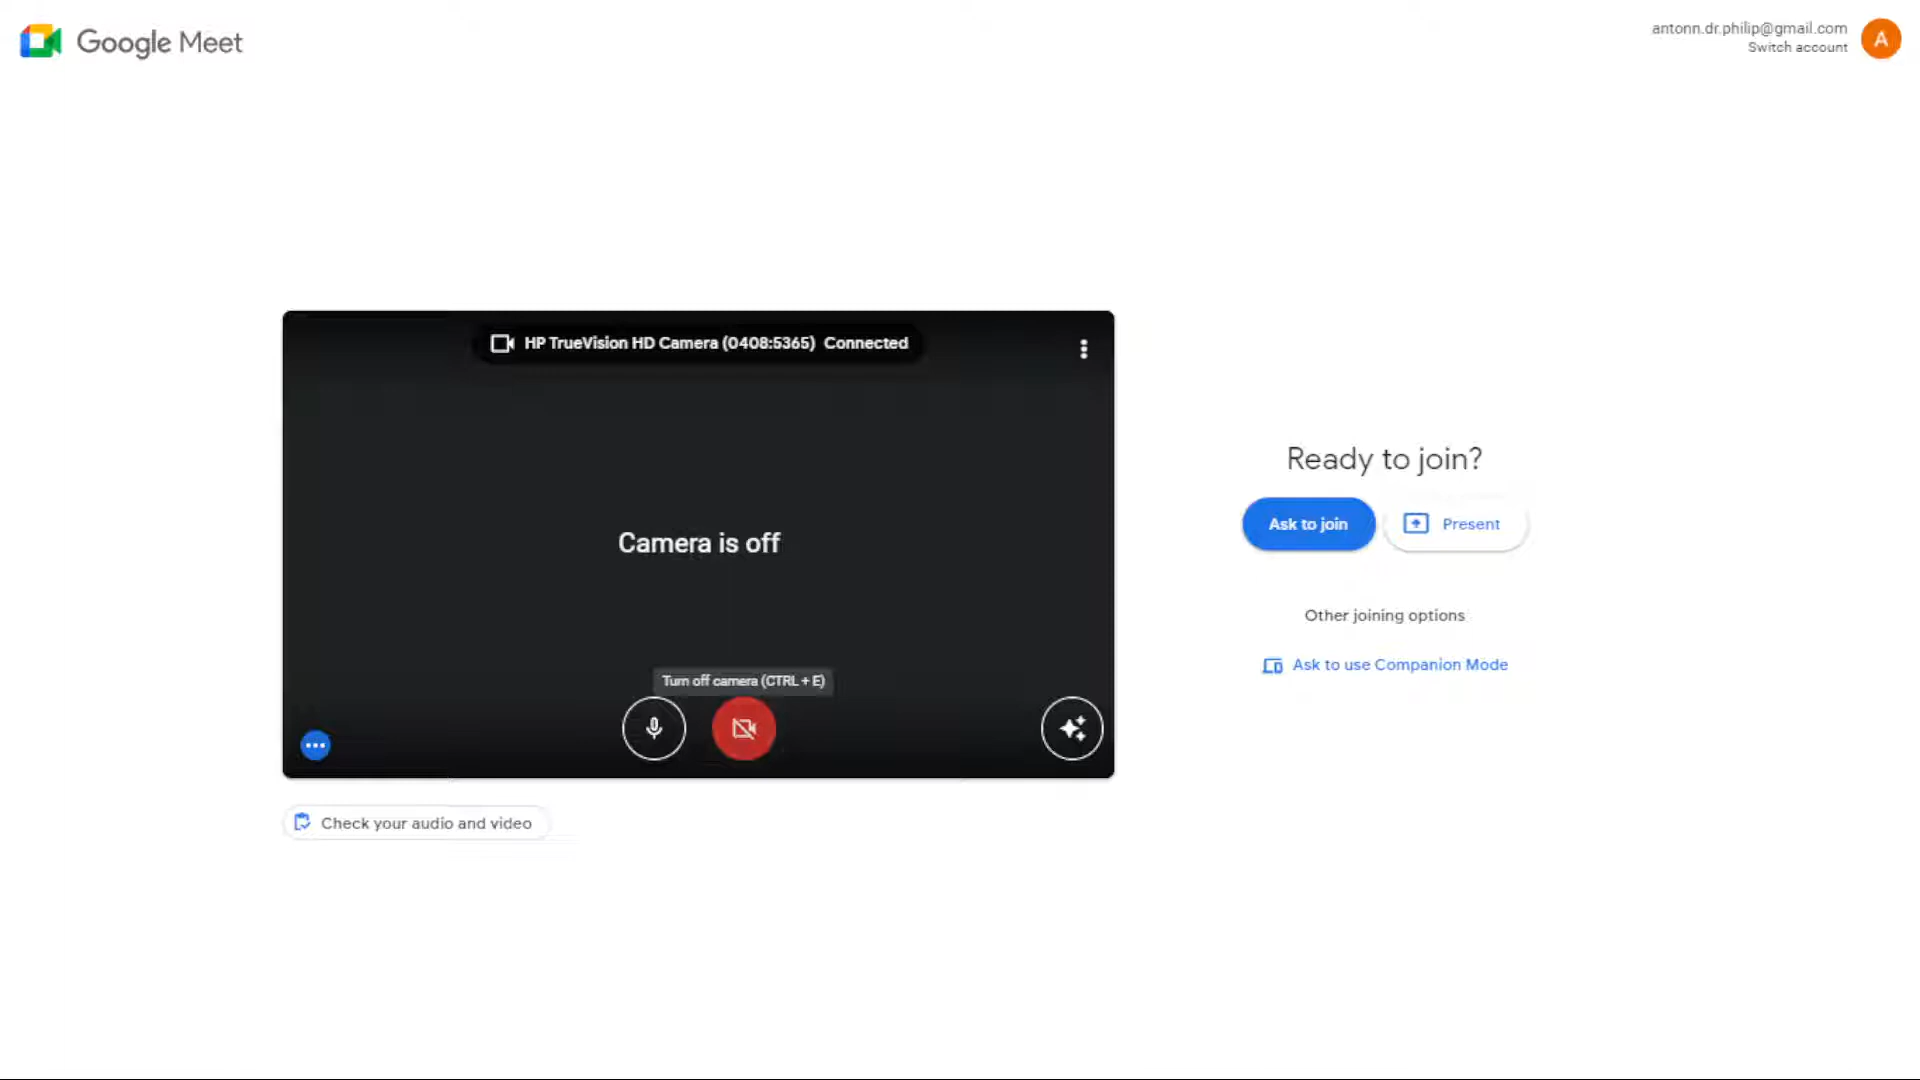 Google Meet
antonn.dr.philip@gmail.com
Switch account
A
HP TrueVision HD Camera (0408:5365) Connected
Camera is off
Turn off camera (CTRL + E)
Check your audio and video
Ready to join?
Ask to join
Present
Other joining options
Ask to use Companion Mode